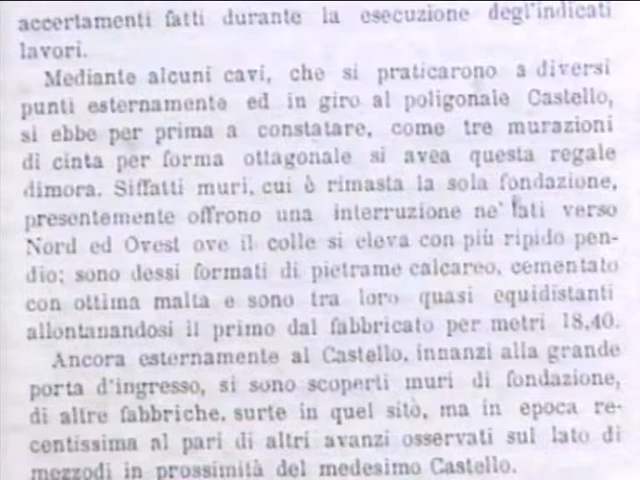 accertamenti fatti durante la esecuzione degl'indicati
lavori.
Mediante alcuni cavi, che si praticarono a diversi
punti esternamente ed in giro al poligonale Castello,
si ebbe per prima a constatare, come tre murazioni
di cinta per forma ottagonale si avea questa regale
dimora. Siffatti muri, cui è rimasta la sola fondazione,
presentemente offrono una interruzione ne' lati verso
Nord ed Ovest ove il colle si eleva con più ripido pen-
dio; sono dessi formati di pietrame calcareo, cementato
con ottima malta e sono tra loro quasi equidistanti
allontanandosi il primo dal fabbricato per metri 18,40.
Ancora esternamente al Castello, innanzi alla grande
porta d'ingresso, si sono scoperti muri di fondazione,
di altre fabbriche, surte in quel sito, ma in epoca re-
centissima al pari di altri avanzi osservati sul lato di
mezzodì in prossimità del medesimo Castello.